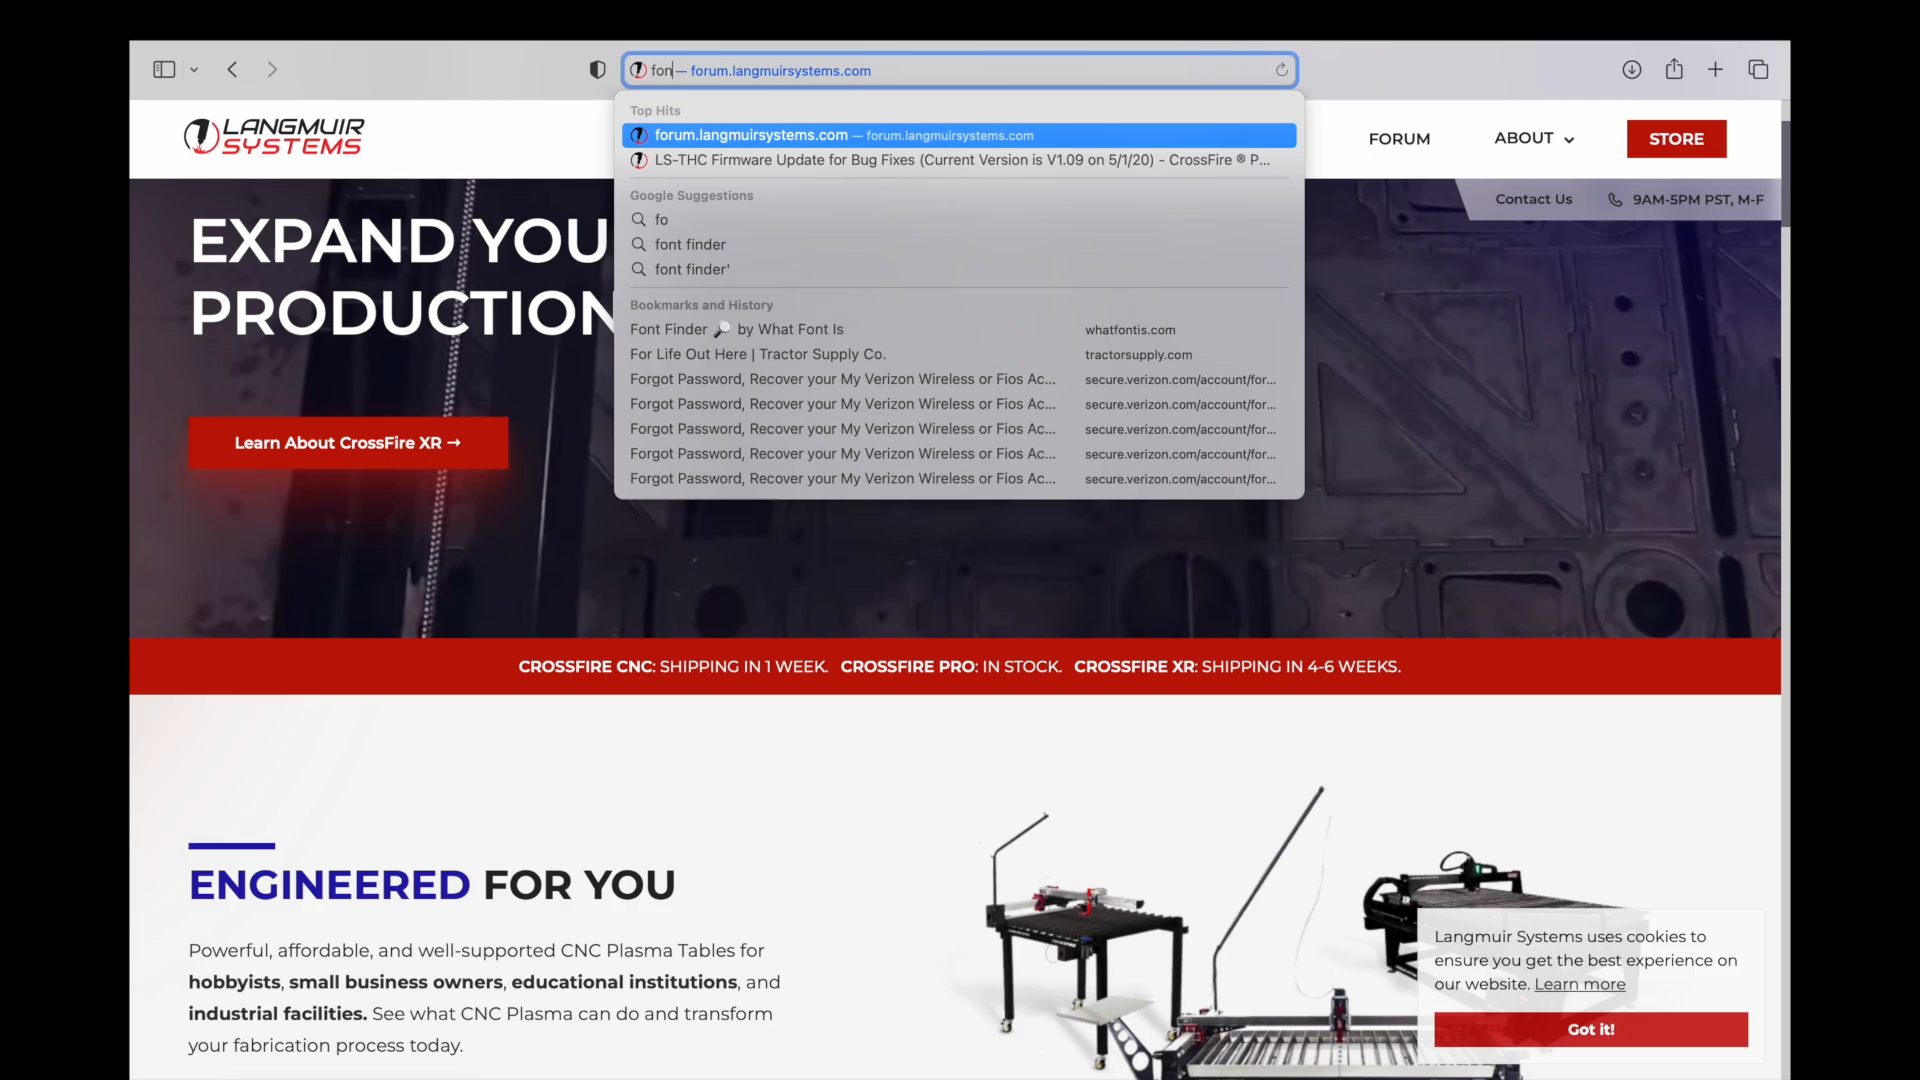 fon — forum.langmuirsystems.com
Top Hits
forum.langmuirsystems.com — forum.langmuirsystems.com
LS-THC Firmware Update for Bug Fixes (Current Version is V1.09 on 5/1/20) - CrossFire ® P...
Google Suggestions
fo
font finder
font finder'
Bookmarks and History
Font Finder 🔎 by What Font Is whatfontis.com
For Life Out Here | Tractor Supply Co. tractorsupply.com
Forgot Password, Recover your My Verizon Wireless or Fios Ac... secure.verizon.com/account/for...
Forgot Password, Recover your My Verizon Wireless or Fios Ac... secure.verizon.com/account/for...
Forgot Password, Recover your My Verizon Wireless or Fios Ac... secure.verizon.com/account/for...
Forgot Password, Recover your My Verizon Wireless or Fios Ac... secure.verizon.com/account/for...
Forgot Password, Recover your My Verizon Wireless or Fios Ac... secure.verizon.com/account/for...
LANGMUIR
SYSTEMS
FORUM ABOUT STORE
Contact Us 9AM-5PM PST, M-F
EXPAND YOU
PRODUCTION
Learn About CrossFire XR →
CROSSFIRE CNC: SHIPPING IN 1 WEEK. CROSSFIRE PRO: IN STOCK. CROSSFIRE XR: SHIPPING IN 4-6 WEEKS.
ENGINEERED FOR YOU
Powerful, affordable, and well-supported CNC Plasma Tables for
hobbyists, small business owners, educational institutions, and
industrial facilities. See what CNC Plasma can do and transform
your fabrication process today.
Langmuir Systems uses cookies to
ensure you get the best experience on
our website. Learn more
Got it!